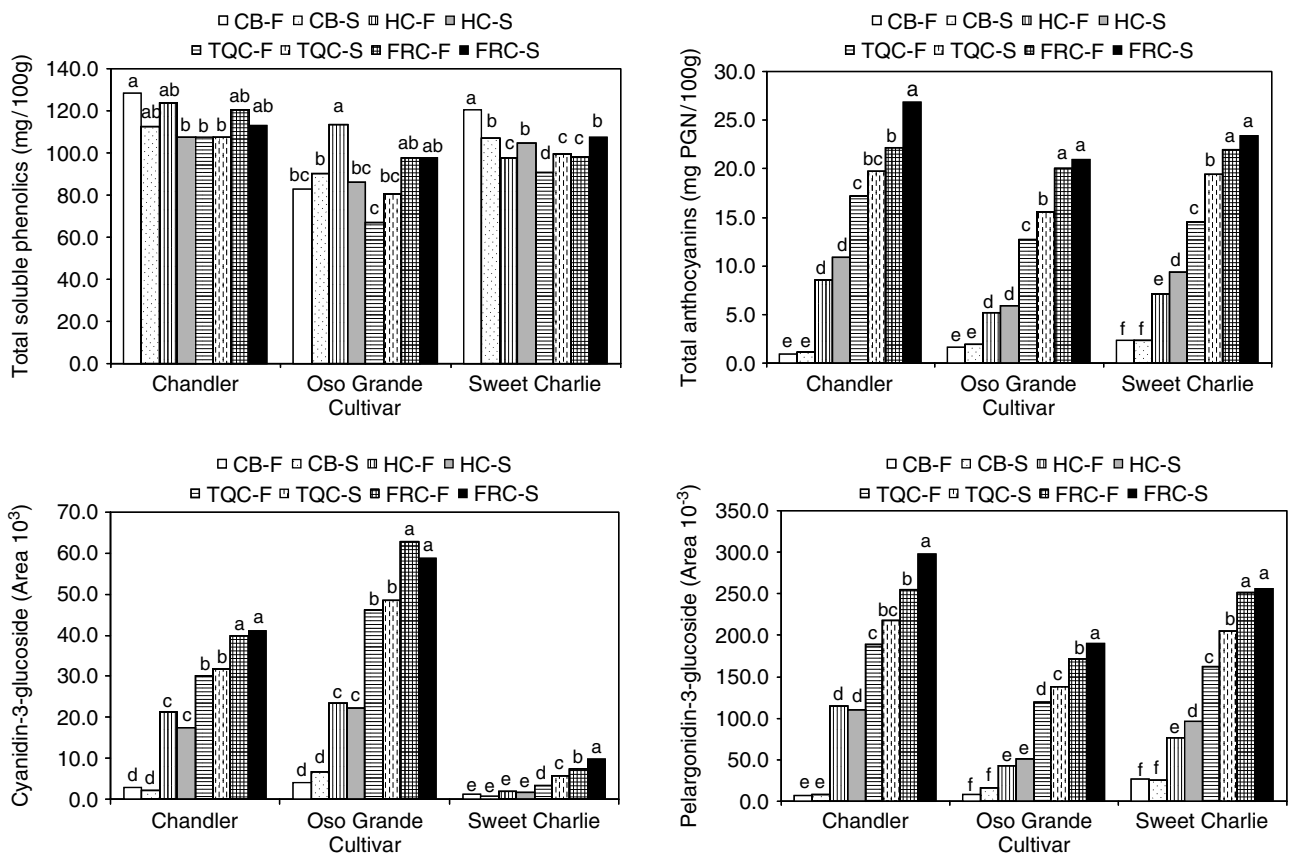 CB-F CB-S HC-F HC-S
TQC-F TQC-S FRC-F FRC-S
Total soluble phenolics (mg/100g)
140.0
120.0
100.0
80.0
60.0
40.0
20.0
0.0
a ab ab b b b ab ab
bc b a bc c bc ab ab
a b c b d c c b
Chandler Oso Grande Sweet Charlie
Cultivar
CB-F CB-S HC-F HC-S
TQC-F TQC-S FRC-F FRC-S
Total anthocyanins (mg PGN/100g)
30.0
25.0
20.0
15.0
10.0
5.0
0.0
e e d d c bc b a
e e d d c b a a
f f e d c b a a
Chandler Oso Grande Sweet Charlie
Cultivar
CB-F CB-S HC-F HC-S
TQC-F TQC-S FRC-F FRC-S
Cyanidin-3-glucoside (Area 10³)
70.0
60.0
50.0
40.0
30.0
20.0
10.0
0.0
d d c c b b a a
d d c c b b a a
e e e e d c b a
Chandler Oso Grande Sweet Charlie
Cultivar
CB-F CB-S HC-F HC-S
TQC-F TQC-S FRC-F FRC-S
Pelargonidin-3-glucoside (Area 10⁻³)
350.0
300.0
250.0
200.0
150.0
100.0
50.0
0.0
e e d d c bc b a
f f e e d c b a
f f e d c b a a
Chandler Oso Grande Sweet Charlie
Cultivar